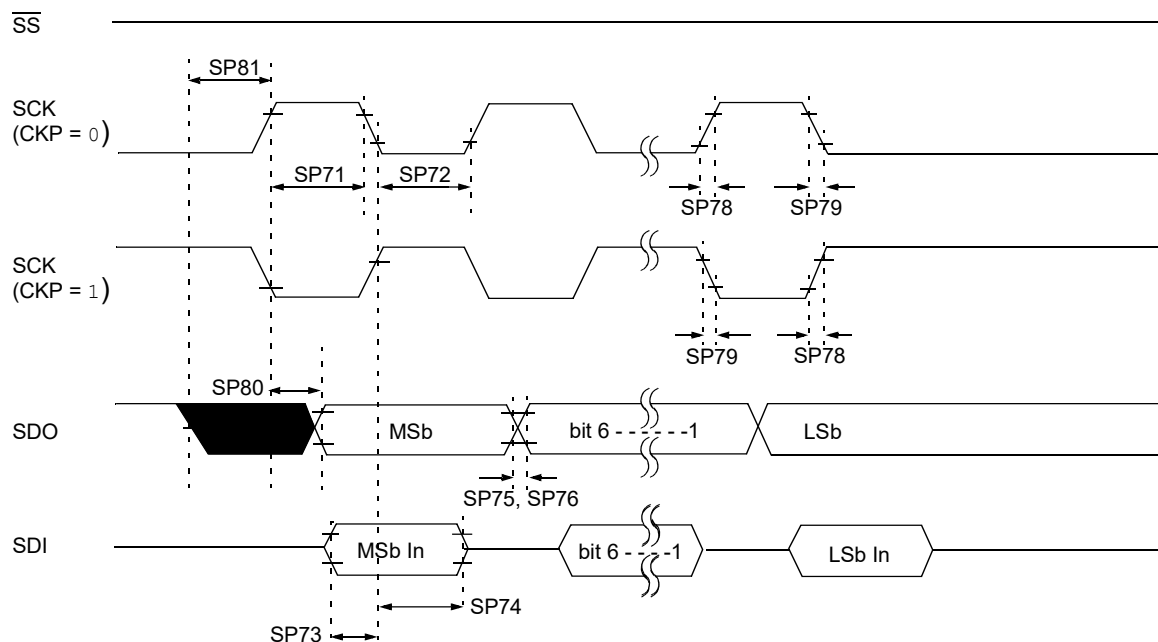 SS
SP81
SCK
(CKP = 0)
SP71
SP72
SP78
SP79
SCK
(CKP = 1)
SP79
SP78
SP80
SDO
MSb
bit 6 - - - - - - -1
LSb
SP75, SP76
SDI
MSb In
bit 6 - - - - -1
LSb In
SP74
SP73